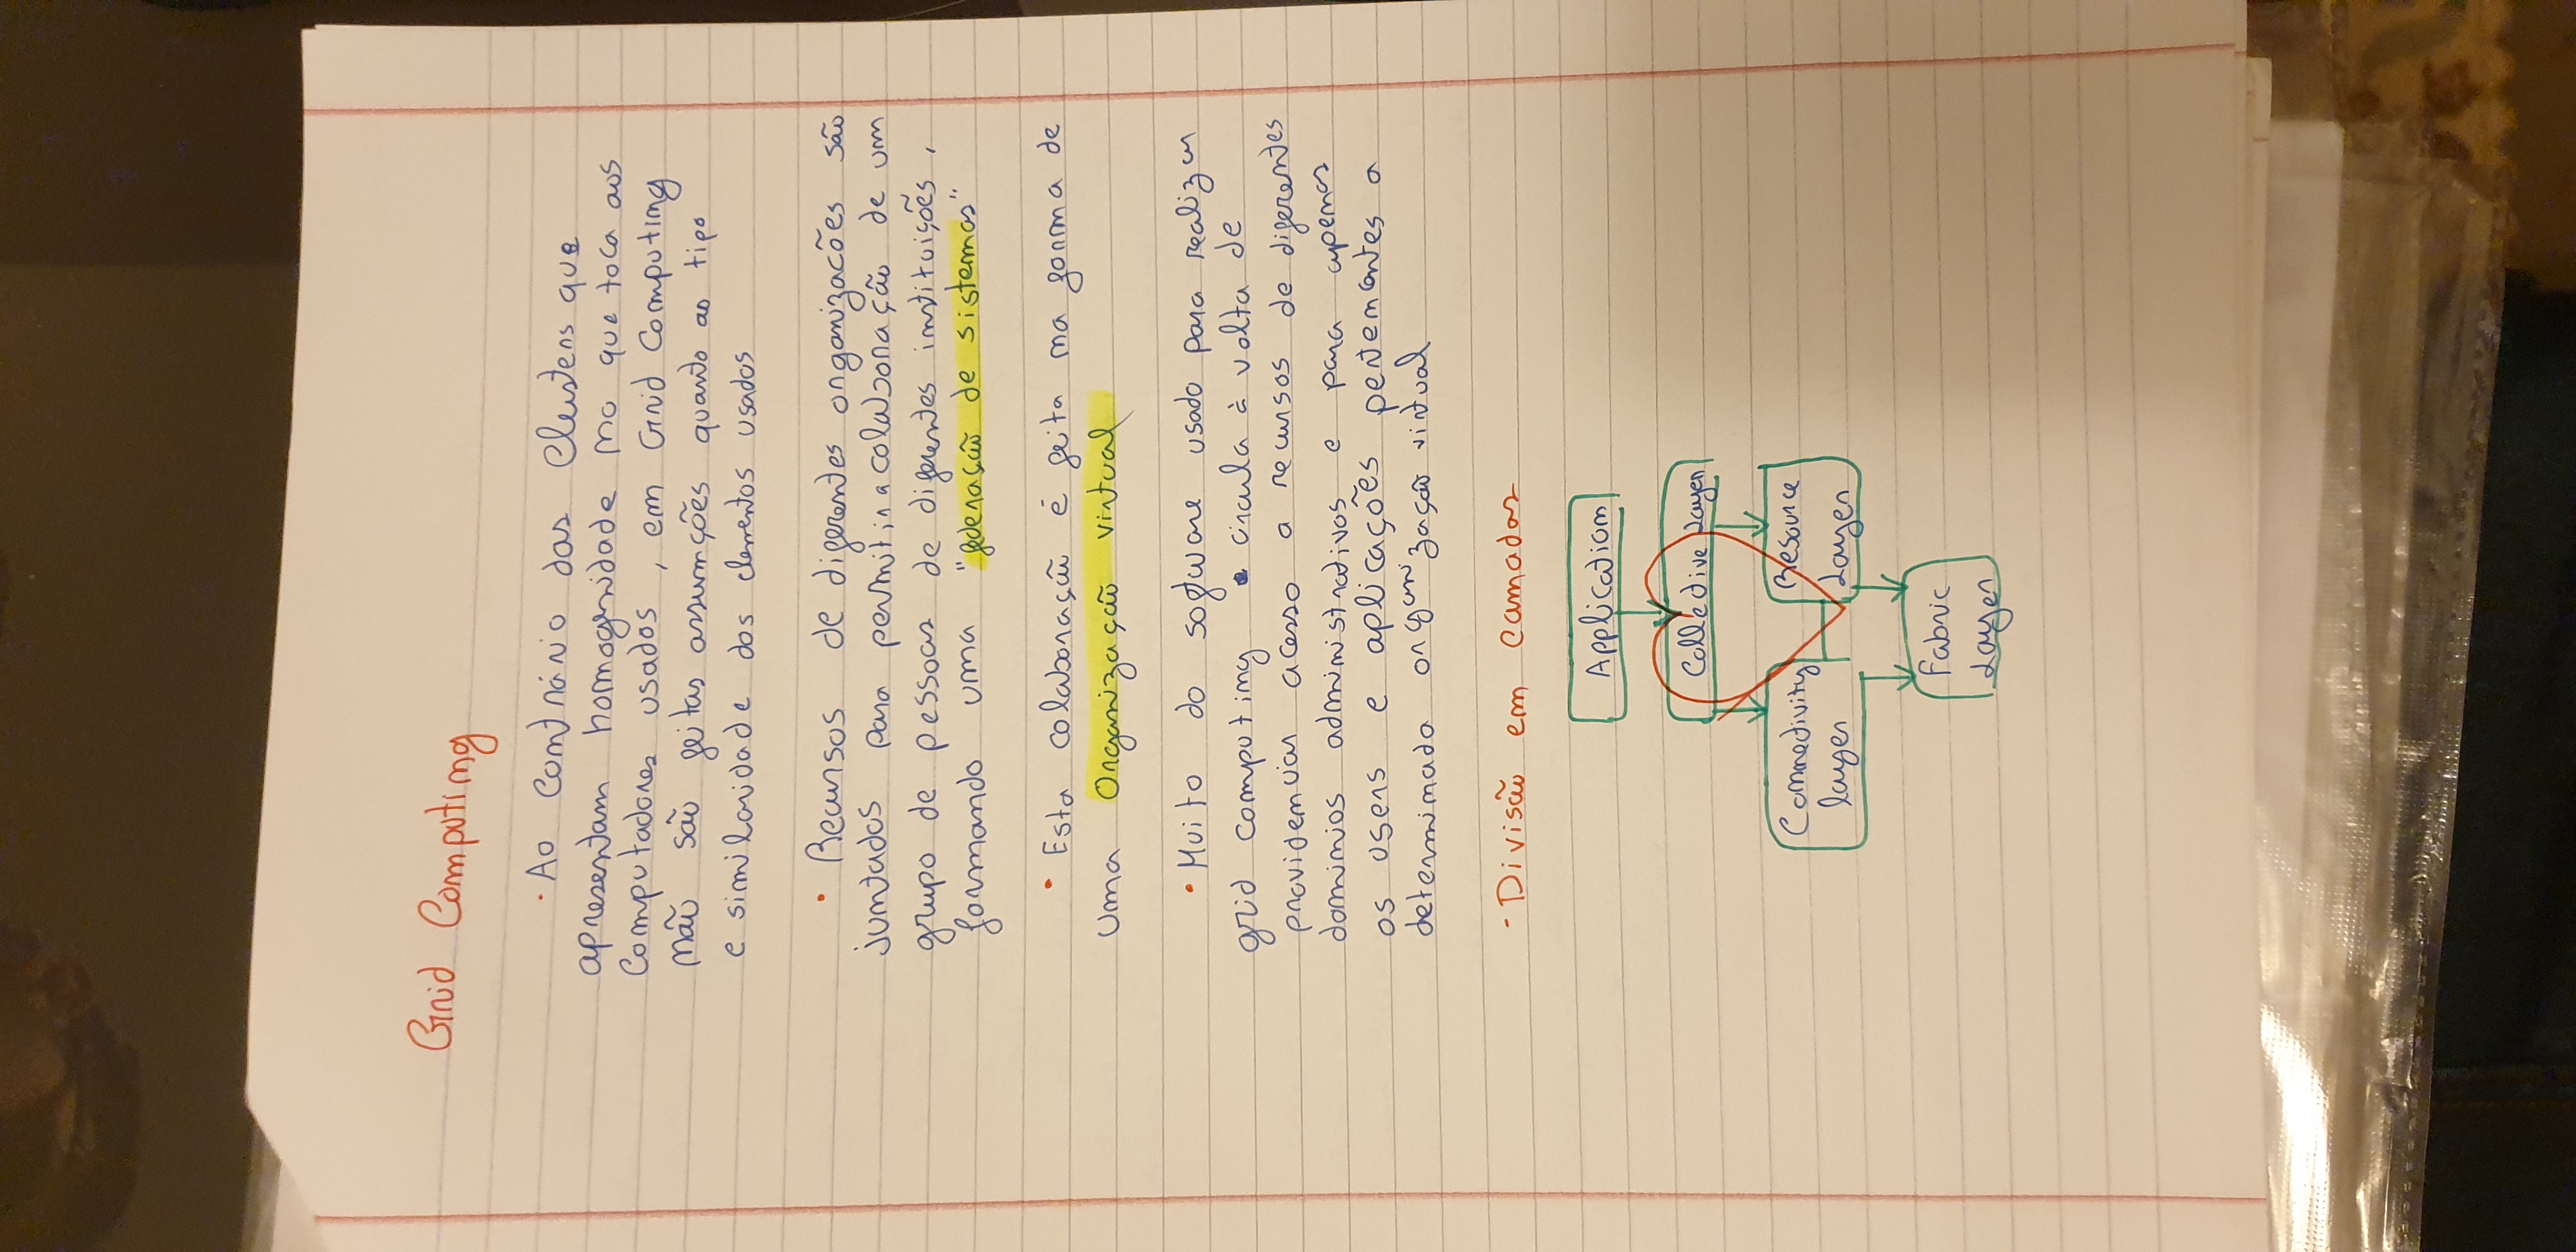 Grid Computing
· Ao Contrário das Clusters que
apresentam homogenidade no que toca aos
Computadores usados, em Grid Computing
não são feitas assumções quanto ao tipo
e similaridade dos elementos usados
· Recursos de diferentes organizacões são
juntados para permitir a colaboração de um
grupo de pessoas de diferentes instituições,
formando uma "federação de sistemas"
· Esta colaboração é feita na forma de
uma Organização virtual
· Muito do software usado para realizar
grid computing circula à volta de
providenciar acesso a recursos de diferentes
dominios administrativos e para apenas
os users e aplicações pertencentes a
determinada organização virtual
- Divisão em Camadas
Application
Collective Layer
Connectivity
layer
Resource
Layer
Fabric
Layer